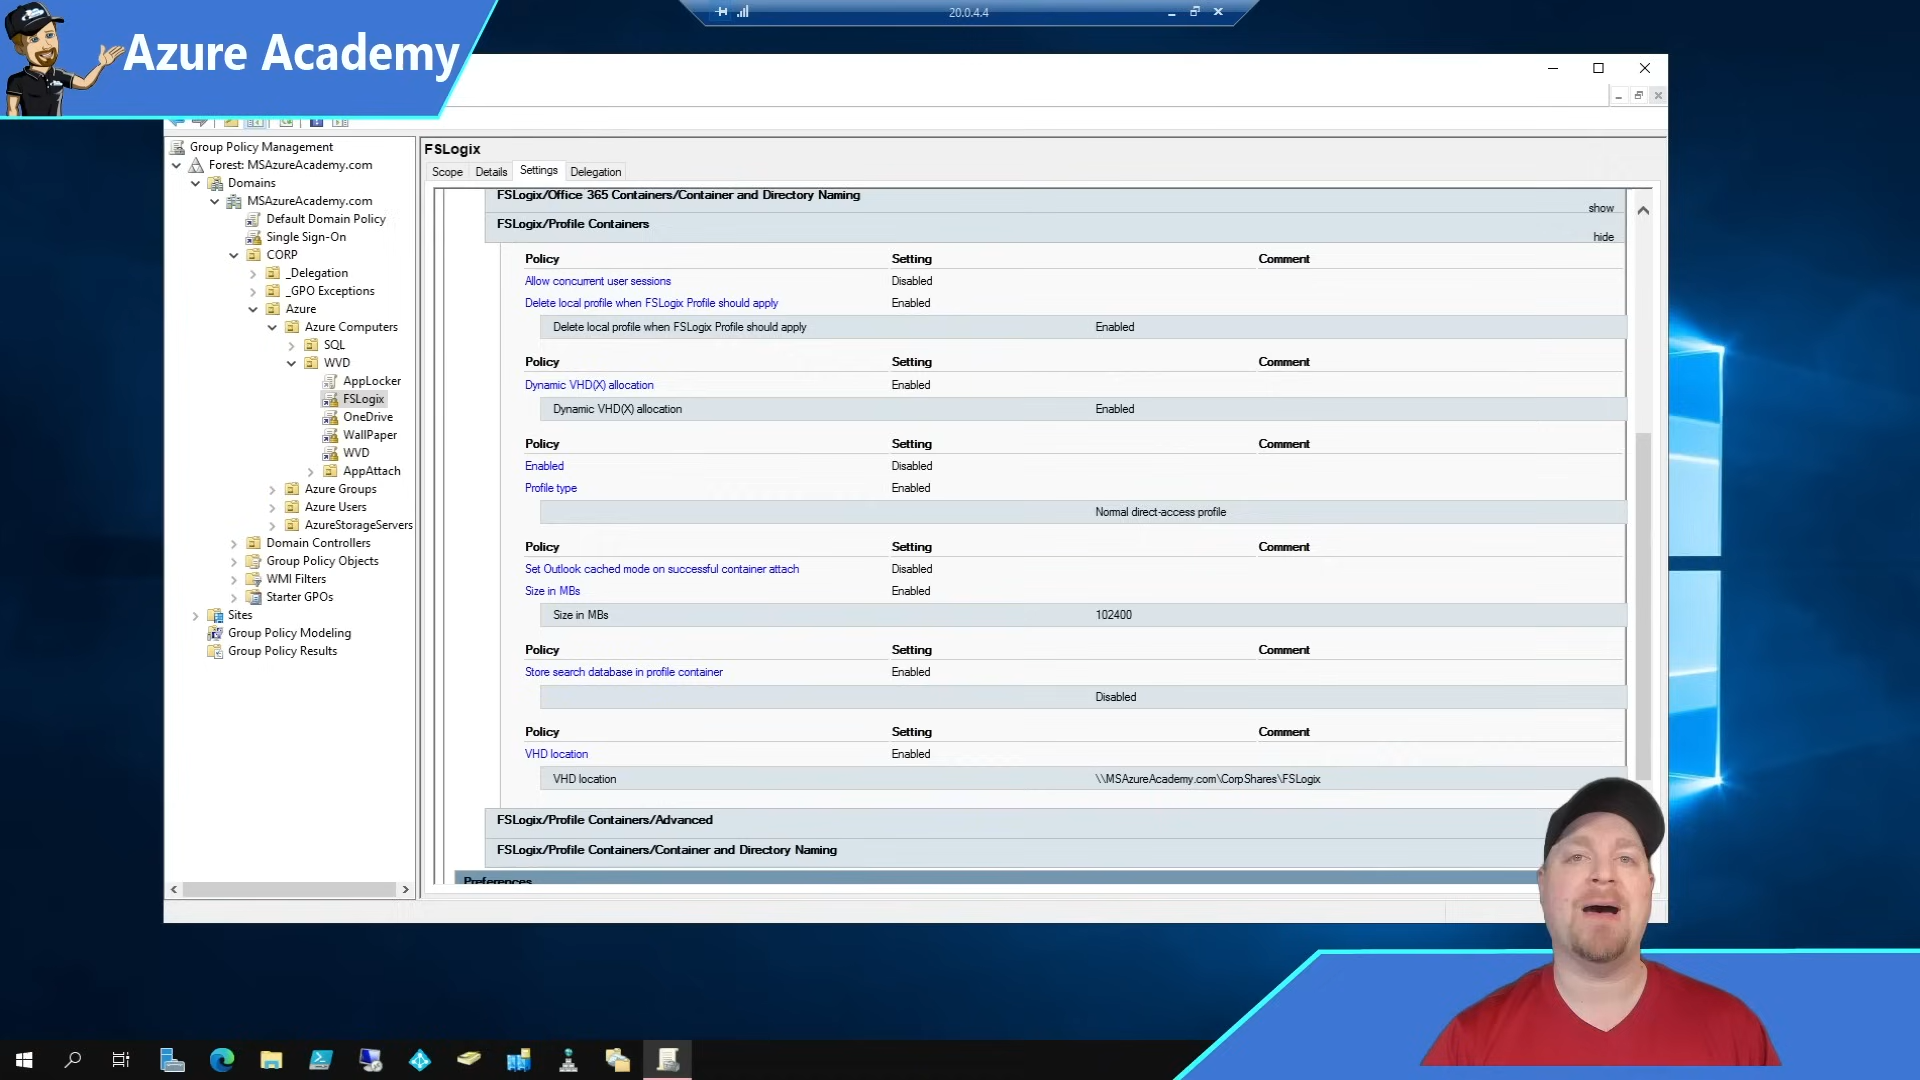 20.0.4.4
Azure Academy
Group Policy Management
Forest: MSAzureAcademy.com
Domains
MSAzureAcademy.com
Default Domain Policy
Single Sign-On
CORP
_Delegation
_GPO Exceptions
Azure
Azure Computers
SQL
WVD
AppLocker
FSLogix
OneDrive
WallPaper
WVD
AppAttach
Azure Groups
Azure Users
AzureStorageServers
Domain Controllers
Group Policy Objects
WMI Filters
Starter GPOs
Sites
Group Policy Modeling
Group Policy Results
FSLogix
Scope Details Settings Delegation
FSLogix/Office 365 Containers/Container and Directory Naming
show
FSLogix/Profile Containers
hide
Policy Setting Comment
Allow concurrent user sessions Disabled
Delete local profile when FSLogix Profile should apply Enabled
Delete local profile when FSLogix Profile should apply Enabled
Policy Setting Comment
Dynamic VHD(X) allocation Enabled
Dynamic VHD(X) allocation Enabled
Policy Setting Comment
Enabled Disabled
Profile type Enabled
Normal direct-access profile
Policy Setting Comment
Set Outlook cached mode on successful container attach Disabled
Size in MBs Enabled
Size in MBs 102400
Policy Setting Comment
Store search database in profile container Enabled
Disabled
Policy Setting Comment
VHD location Enabled
VHD location \\MSAzureAcademy.com\CorpShares\FSLogix
FSLogix/Profile Containers/Advanced
FSLogix/Profile Containers/Container and Directory Naming
Preferences